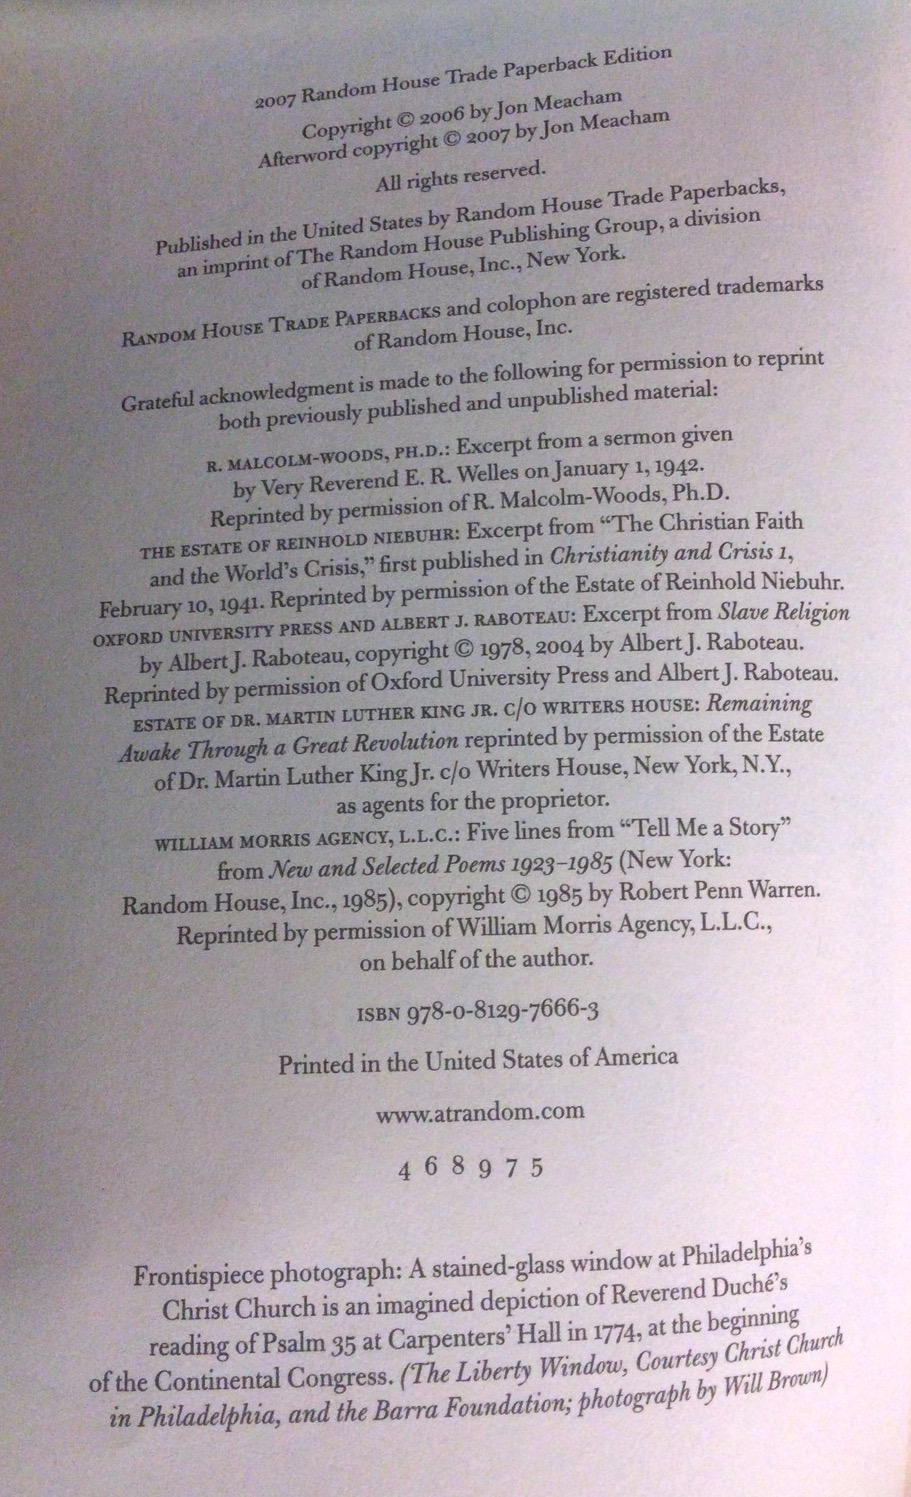 2007 Random House Trade Paperback Edition
Copyright © 2006 by Jon Meacham
Afterword copyright © 2007 by Jon Meacham
All rights reserved.
Published in the United States by Random House Trade Paperbacks,
an imprint of The Random House Publishing Group, a division
of Random House, Inc., New York.
RANDOM HOUSE TRADE PAPERBACKS and colophon are registered trademarks
of Random House, Inc.
Grateful acknowledgment is made to the following for permission to reprint
both previously published and unpublished material:
R. MALCOLM-WOODS, PH.D.: Excerpt from a sermon given
by Very Reverend E. R. Welles on January 1, 1942.
Reprinted by permission of R. Malcolm-Woods, Ph.D.
THE ESTATE OF REINHOLD NIEBUHR: Excerpt from “The Christian Faith
and the World’s Crisis,” first published in Christianity and Crisis 1,
February 10, 1941. Reprinted by permission of the Estate of Reinhold Niebuhr.
OXFORD UNIVERSITY PRESS AND ALBERT J. RABOTEAU: Excerpt from Slave Religion
by Albert J. Raboteau, copyright © 1978, 2004 by Albert J. Raboteau.
Reprinted by permission of Oxford University Press and Albert J. Raboteau.
ESTATE OF DR. MARTIN LUTHER KING JR. C/O WRITERS HOUSE: Remaining
Awake Through a Great Revolution reprinted by permission of the Estate
of Dr. Martin Luther King Jr. c/o Writers House, New York, N.Y.,
as agents for the proprietor.
WILLIAM MORRIS AGENCY, L.L.C.: Five lines from “Tell Me a Story”
from New and Selected Poems 1923–1985 (New York:
Random House, Inc., 1985), copyright © 1985 by Robert Penn Warren.
Reprinted by permission of William Morris Agency, L.L.C.,
on behalf of the author.
ISBN 978-0-8129-7666-3
Printed in the United States of America
www.atrandom.com
4 6 8 9 7 5
Frontispiece photograph: A stained-glass window at Philadelphia’s
Christ Church is an imagined depiction of Reverend Duché’s
reading of Psalm 35 at Carpenters’ Hall in 1774, at the beginning
of the Continental Congress. (The Liberty Window, Courtesy Christ Church
in Philadelphia, and the Barra Foundation; photograph by Will Brown)